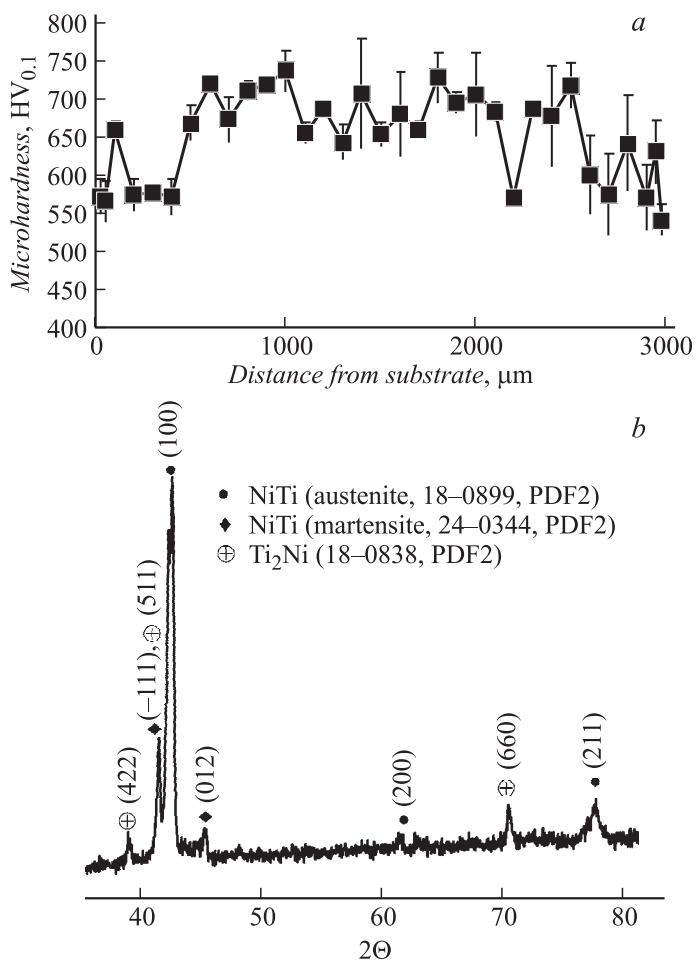 a
800
750
700
650
600
550
500
450
400
Microhardness, HV0.1
0
1000
2000
3000
Distance from substrate, μm
b
(100)
NiTi (austenite, 18–0899, PDF2)
NiTi (martensite, 24–0344, PDF2)
Ti2Ni (18–0838, PDF2)
(–111), ⊕ (511)
(422)
(012)
(200)
(660)
(211)
40
50
60
70
80
2Θ